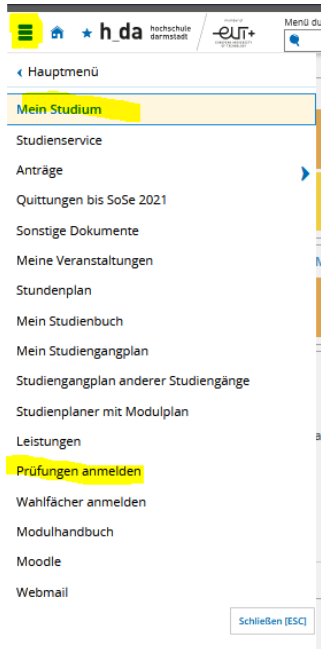 h_da hochschule darmstadt
EUT+
Menü du
Hauptmenü
Mein Studium
Studienservice
Anträge
Quittungen bis SoSe 2021
Sonstige Dokumente
Meine Veranstaltungen
Stundenplan
Mein Studienbuch
Mein Studiengangplan
Studiengangplan anderer Studiengänge
Studienplaner mit Modulplan
Leistungen
Prüfungen anmelden
Wahlfächer anmelden
Modulhandbuch
Moodle
Webmail
Schließen [ESC]